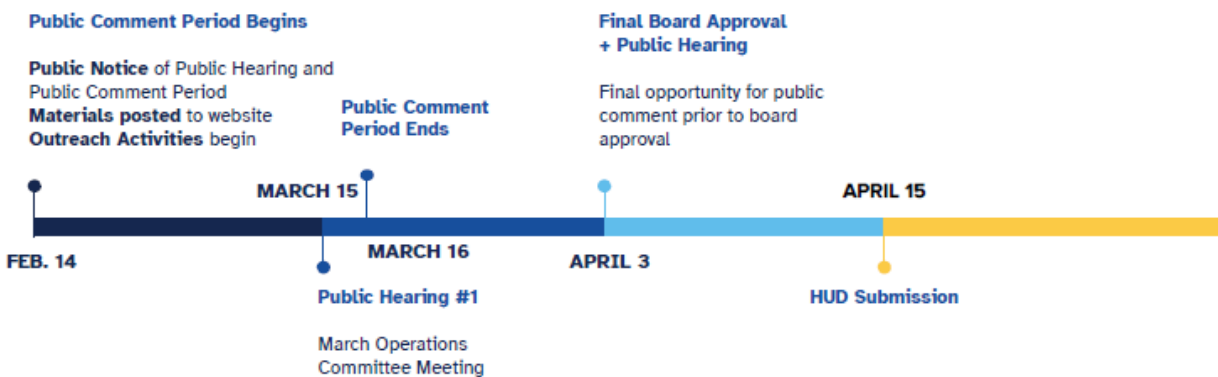 Public Comment Period Begins
Public Notice of Public Hearing and
Public Comment Period
Materials posted to website
Outreach Activities begin
Public Comment
Period Ends
Final Board Approval
+ Public Hearing
Final opportunity for public
comment prior to board
approval
MARCH 15
APRIL 15
FEB. 14
MARCH 16
APRIL 3
Public Hearing #1
March Operations
Committee Meeting
HUD Submission